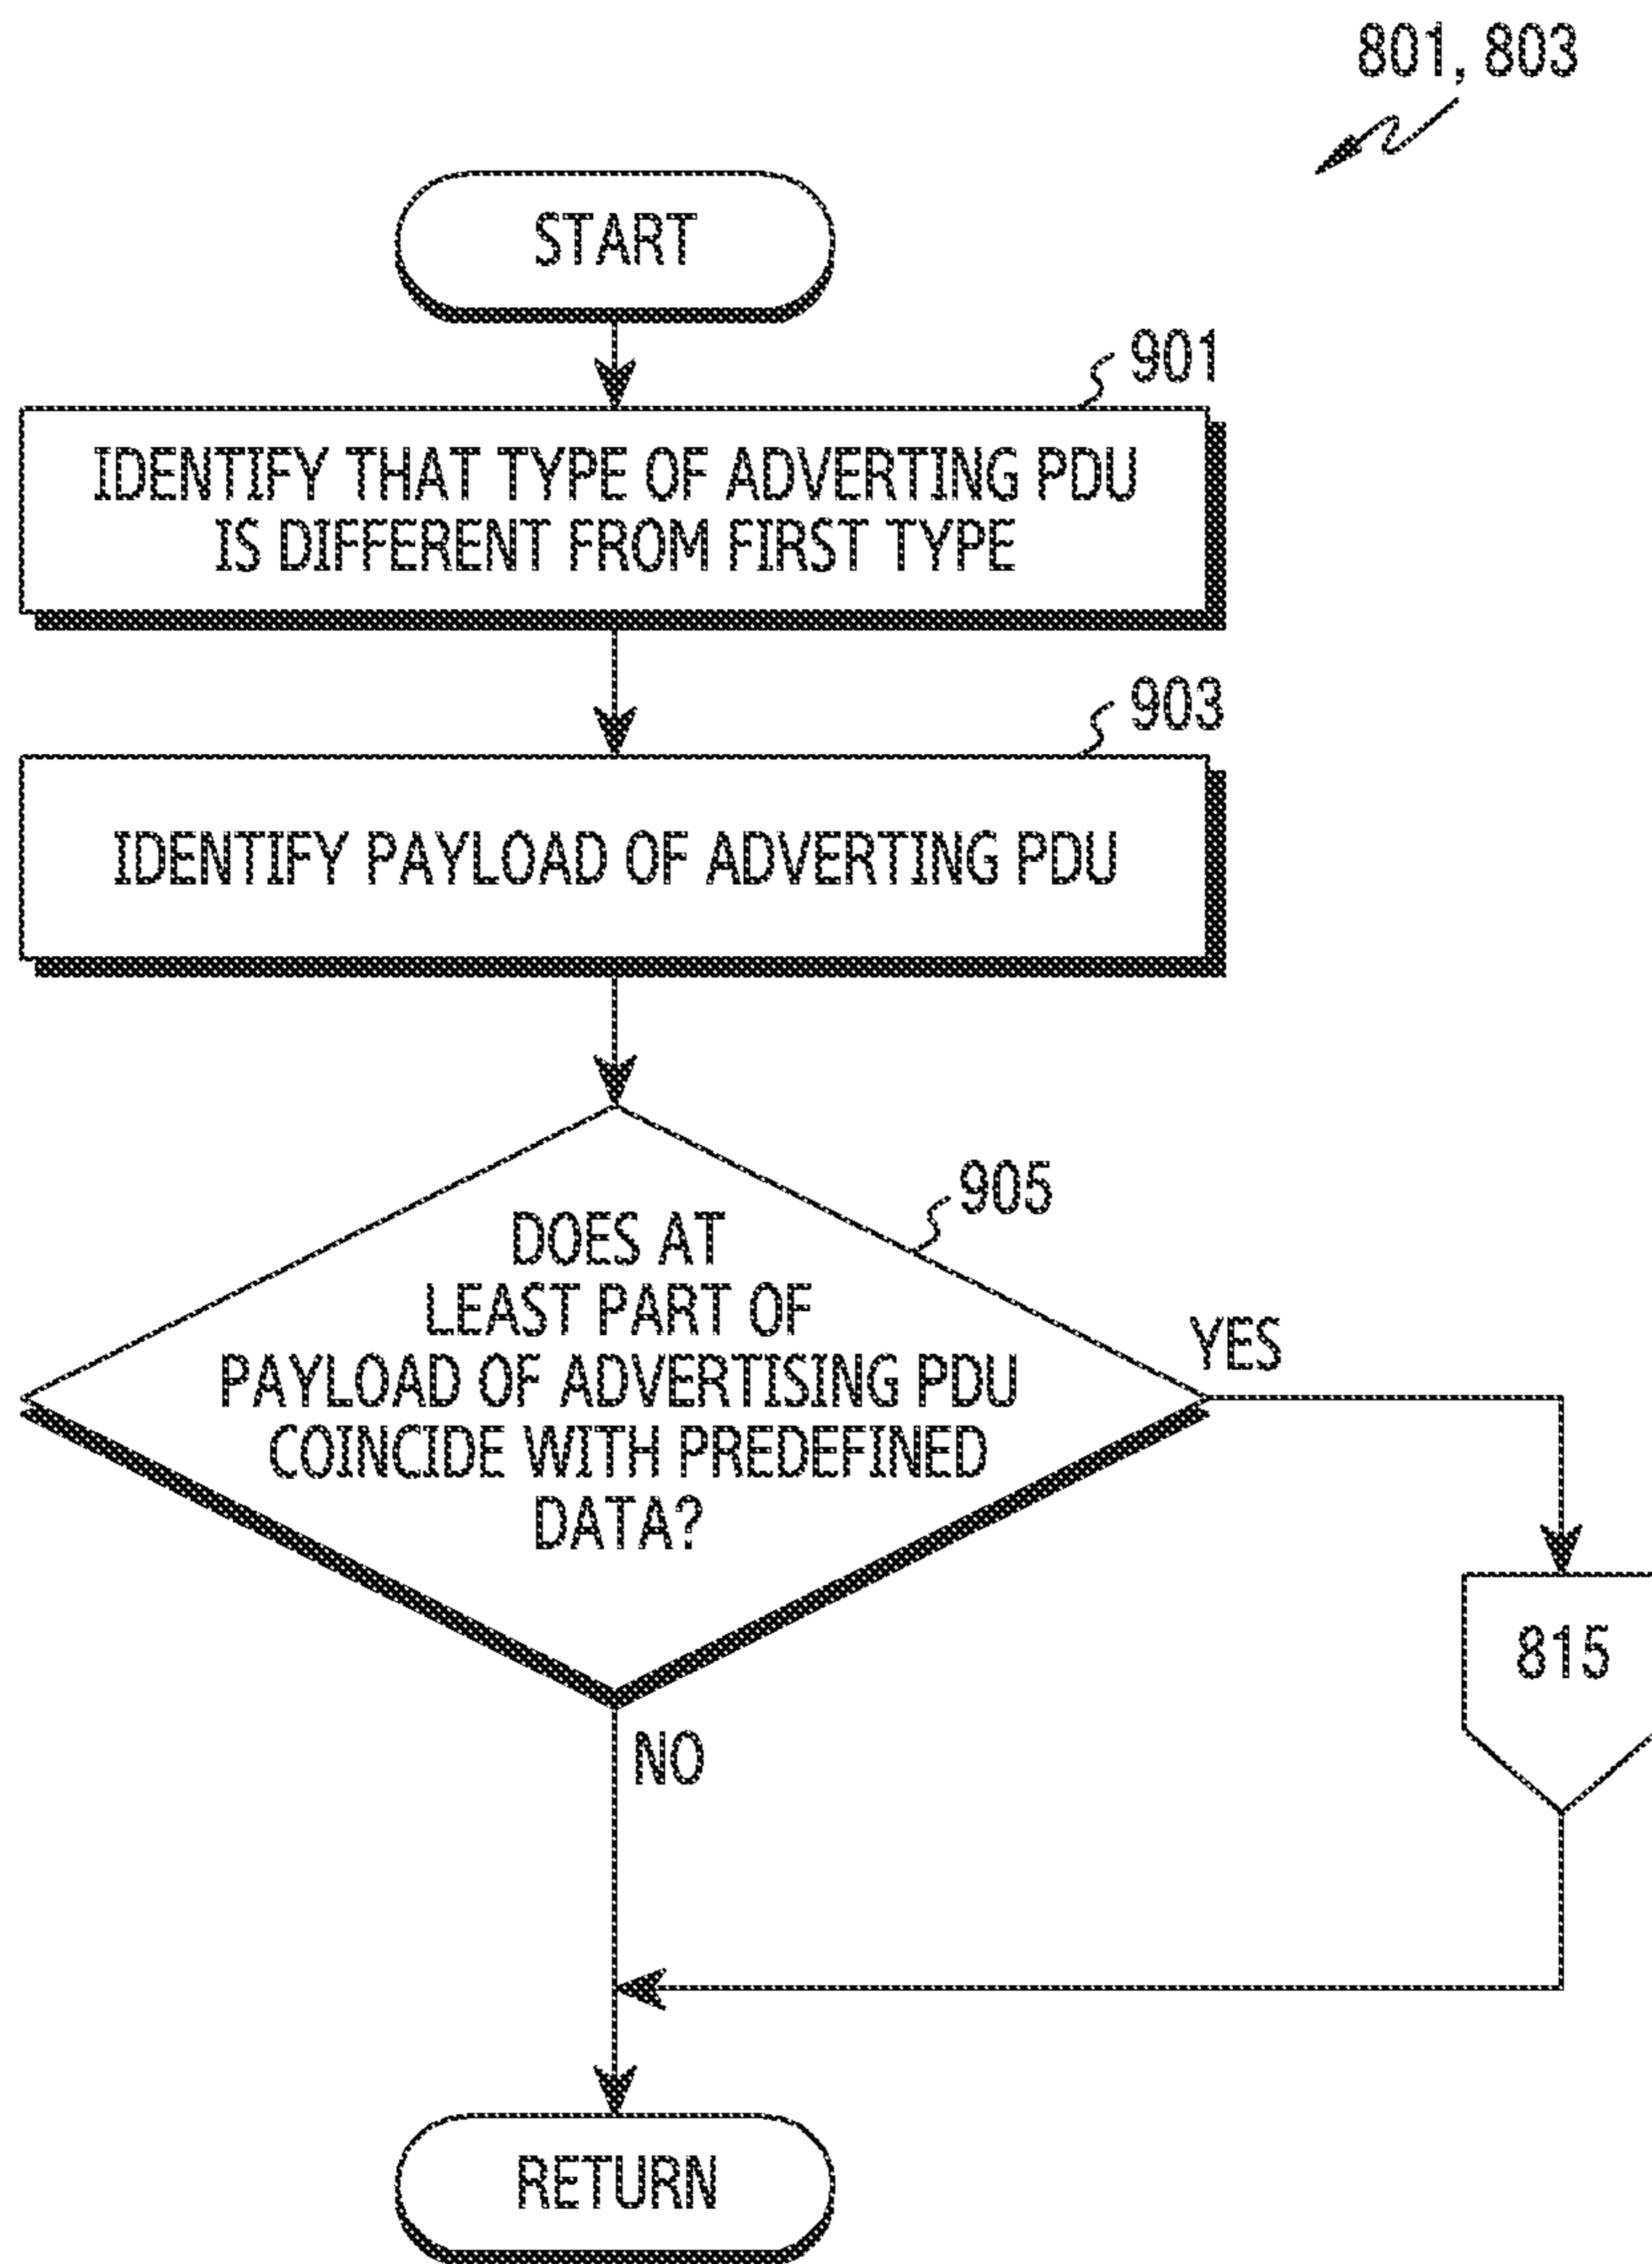 801, 803
START
901
IDENTIFY THAT TYPE OF ADVERTING PDU
IS DIFFERENT FROM FIRST TYPE
903
IDENTIFY PAYLOAD OF ADVERTING PDU
905
DOES AT
LEAST PART OF
PAYLOAD OF ADVERTISING PDU
COINCIDE WITH PREDEFINED
DATA?
YES
815
NO
RETURN